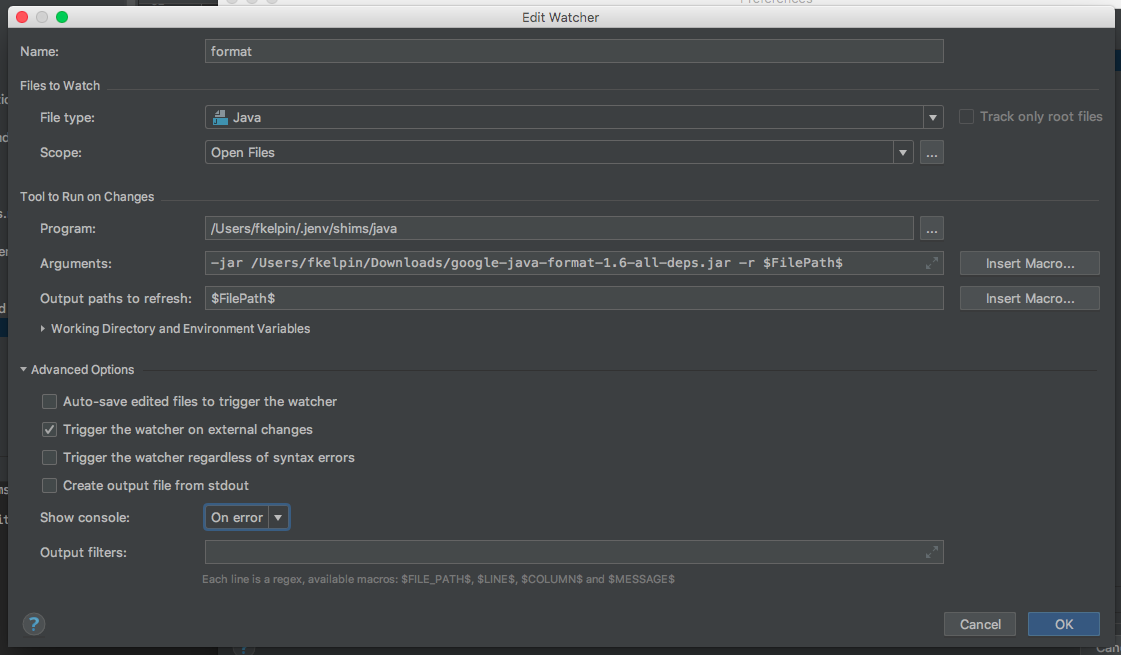 Preferences
Edit Watcher
Name: format
Files to Watch
File type: Java Track only root files
Scope: Open Files ...
Tool to Run on Changes
Program: /Users/fkelpin/.jenv/shims/java ...
Arguments: -jar /Users/fkelpin/Downloads/google-java-format-1.6-all-deps.jar -r $FilePath$ Insert Macro...
Output paths to refresh: $FilePath$ Insert Macro...
Working Directory and Environment Variables
Advanced Options
Auto-save edited files to trigger the watcher
Trigger the watcher on external changes
Trigger the watcher regardless of syntax errors
Create output file from stdout
Show console: On error
Output filters:
Each line is a regex, available macros: $FILE_PATH$, $LINE$, $COLUMN$ and $MESSAGE$
? Cancel OK